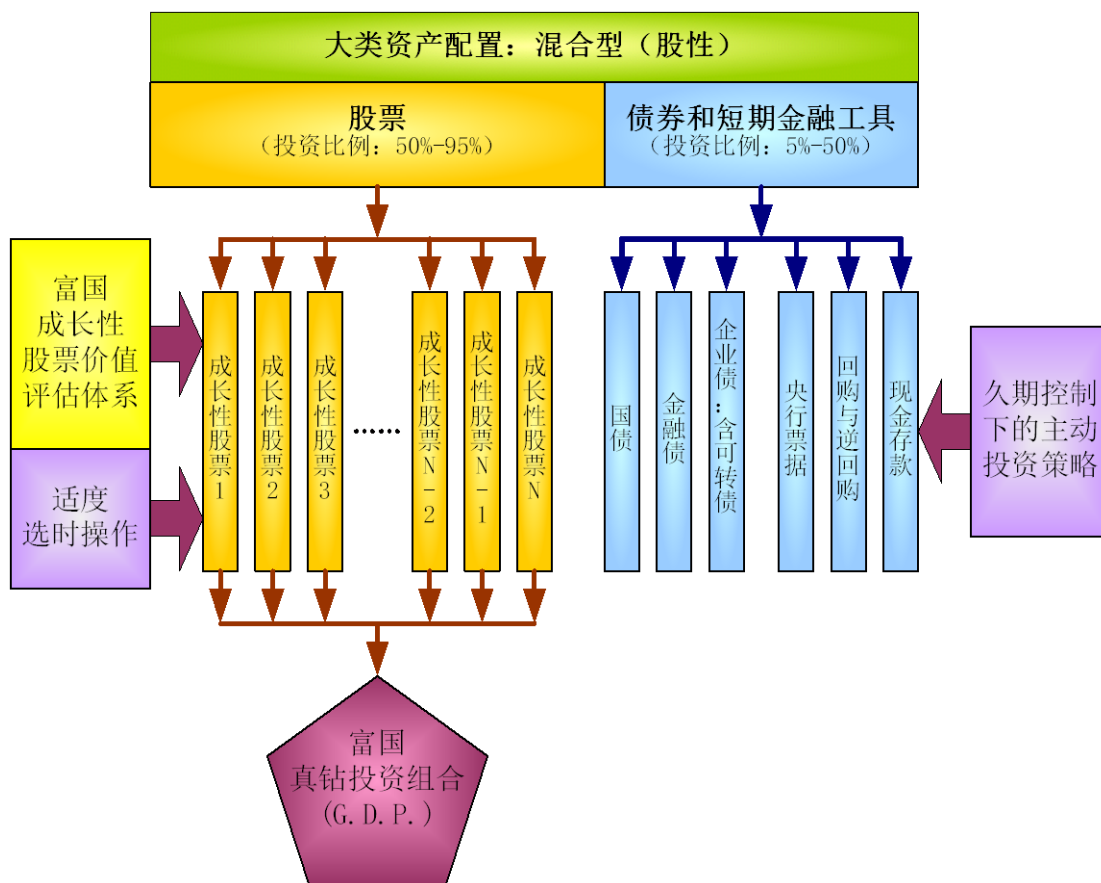 大类资产配置：混合型（股性）
股票
（投资比例：50%-95%）
债券和短期金融工具
（投资比例：5%-50%）
富国
成长性
股票价值
评估体系
适度
选时操作
成长性股票1
成长性股票2
成长性股票3
……
成长性股票N-2
成长性股票N-1
成长性股票N
国债
金融债
企业债：含可转债
央行票据
回购与逆回购
现金存款
久期控制
下的主动
投资策略
富国
真钻投资组合
(G.D.P.)